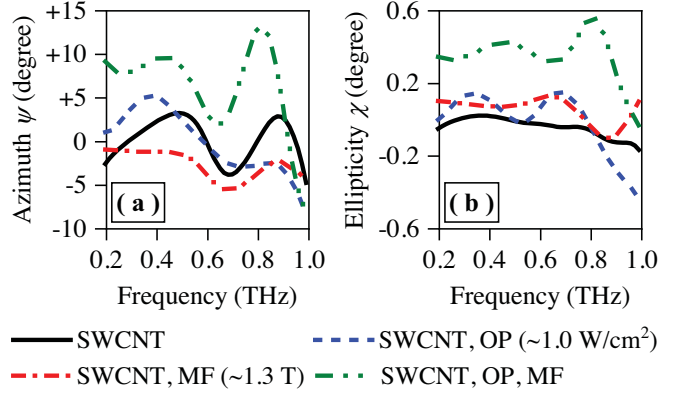 +15
+10
+5
0
-5
-10
Azimuth ψ (degree)
( a )
0.2 0.4 0.6 0.8 1.0
Frequency (THz)
0.6
0.2
-0.2
-0.6
Ellipticity χ (degree)
( b )
0.2 0.4 0.6 0.8 1.0
Frequency (THz)
SWCNT
SWCNT, OP (~1.0 W/cm²)
SWCNT, MF (~1.3 T)
SWCNT, OP, MF